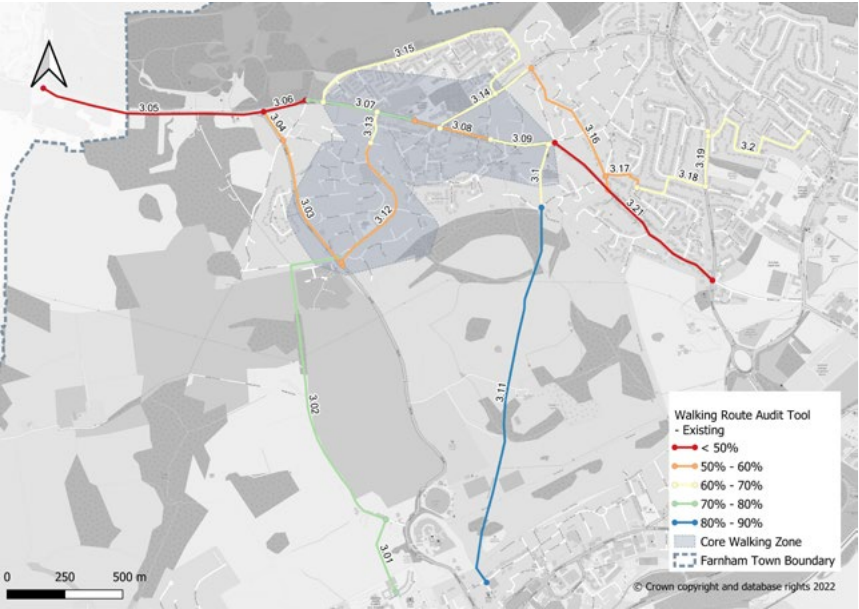 3.15
3.05
3.06
3.07
3.14
3.04
3.13
3.08
3.09
3.16
3.19
3.2
3.17
3.18
3.1
3.03
3.12
3.21
3.02
3.11
3.01
Walking Route Audit Tool
- Existing
< 50%
50% - 60%
60% - 70%
70% - 80%
80% - 90%
Core Walking Zone
Farnham Town Boundary
0 250 500 m
© Crown copyright and database rights 2022